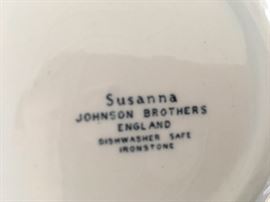 Susanna
JOHNSON BROTHERS
ENGLAND
DISHWASHER SAFE
IRONSTONE